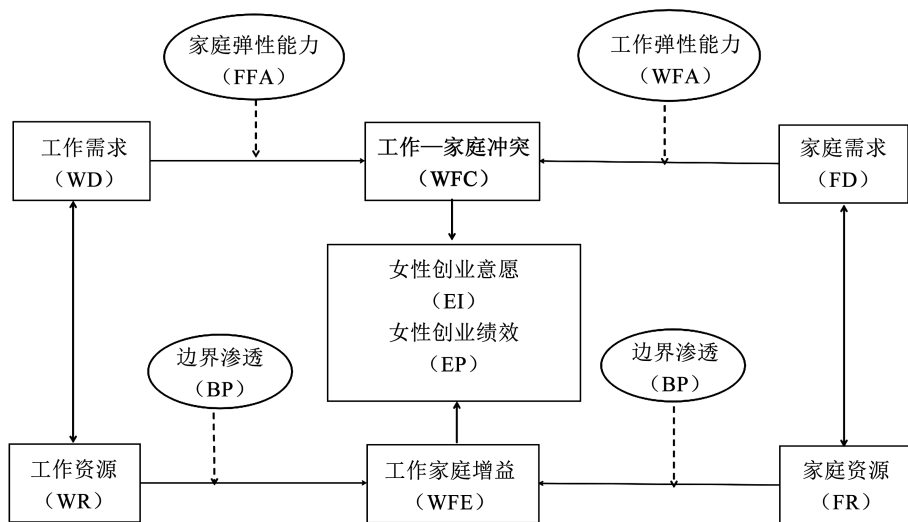 家庭弹性能力
（FFA）
工作弹性能力
（WFA）
工作需求
（WD）
工作—家庭冲突
（WFC）
家庭需求
（FD）
女性创业意愿
（EI）
女性创业绩效
（EP）
边界渗透
（BP）
边界渗透
（BP）
工作资源
（WR）
工作家庭增益
（WFE）
家庭资源
（FR）